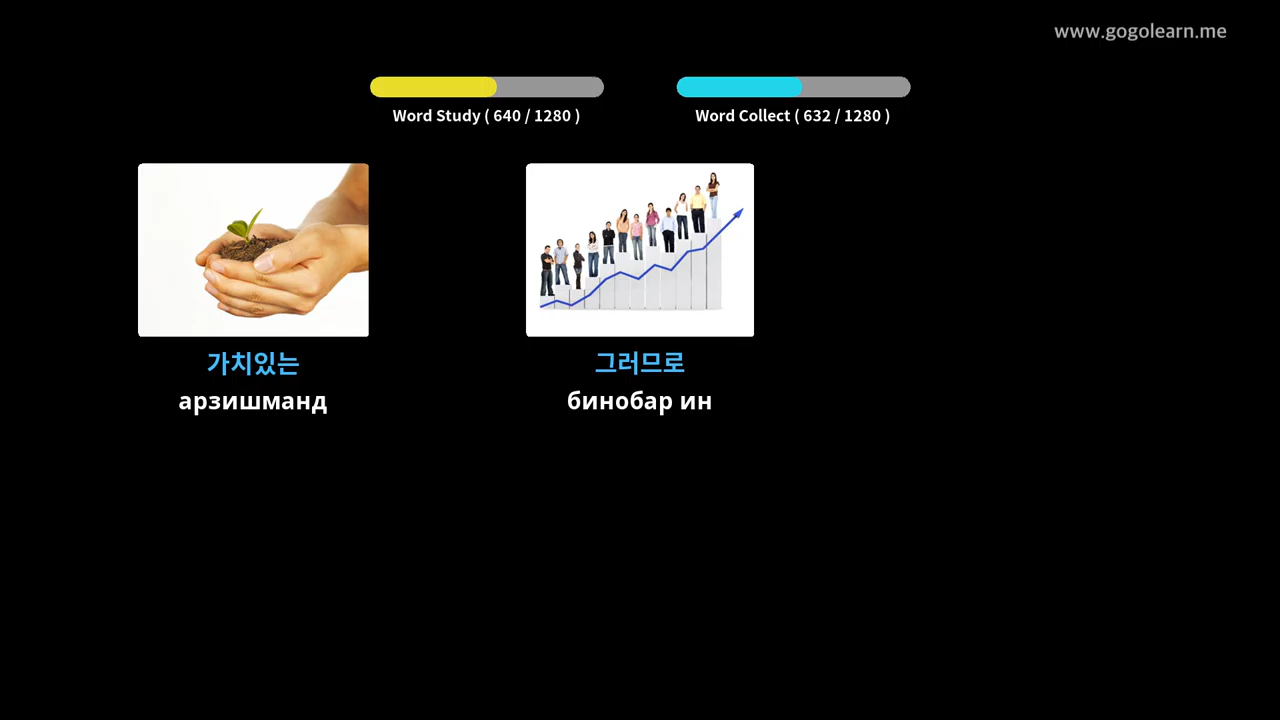 www.gogolearn.me
Word Study ( 640 / 1280 )
Word Collect ( 632 / 1280 )
가치있는
арзишманд
그러므로
бинобар ин